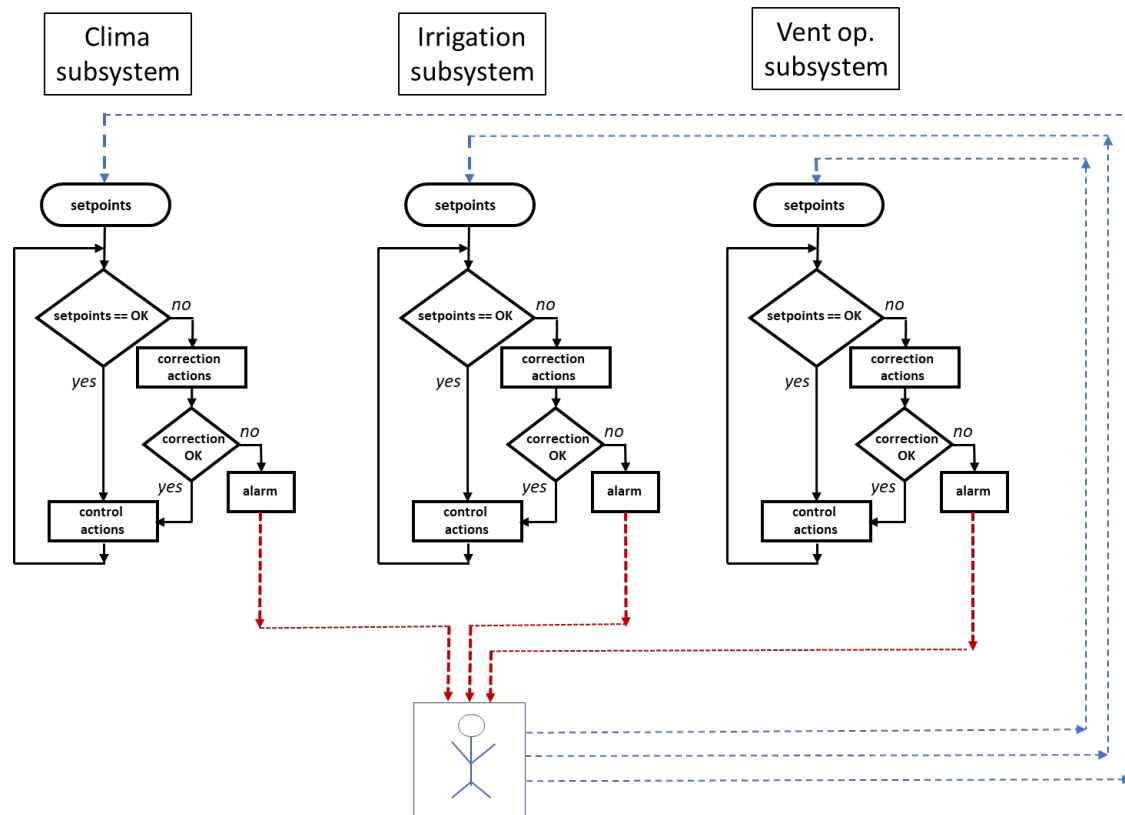 Clima
subsystem
Irrigation
subsystem
Vent op.
subsystem
setpoints
setpoints == OK
no
correction
actions
yes
correction
OK
no
yes
alarm
control
actions
setpoints
setpoints == OK
no
correction
actions
yes
correction
OK
no
yes
alarm
control
actions
setpoints
setpoints == OK
no
correction
actions
yes
correction
OK
no
yes
alarm
control
actions